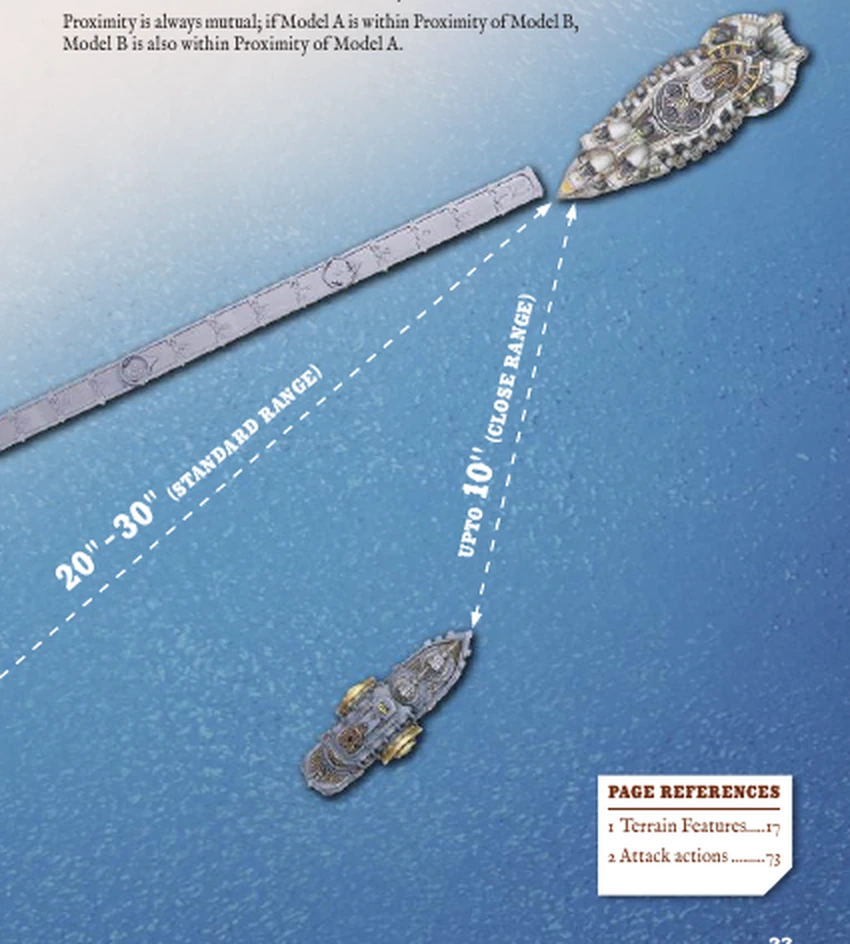 Proximity is always mutual; if Model A is within Proximity of Model B,
Model B is also within Proximity of Model A.
20"-30" (STANDARD RANGE)
UPTO 10" (CLOSE RANGE)
PAGE REFERENCES
1 Terrain Features.....17
2 Attack actions .........73